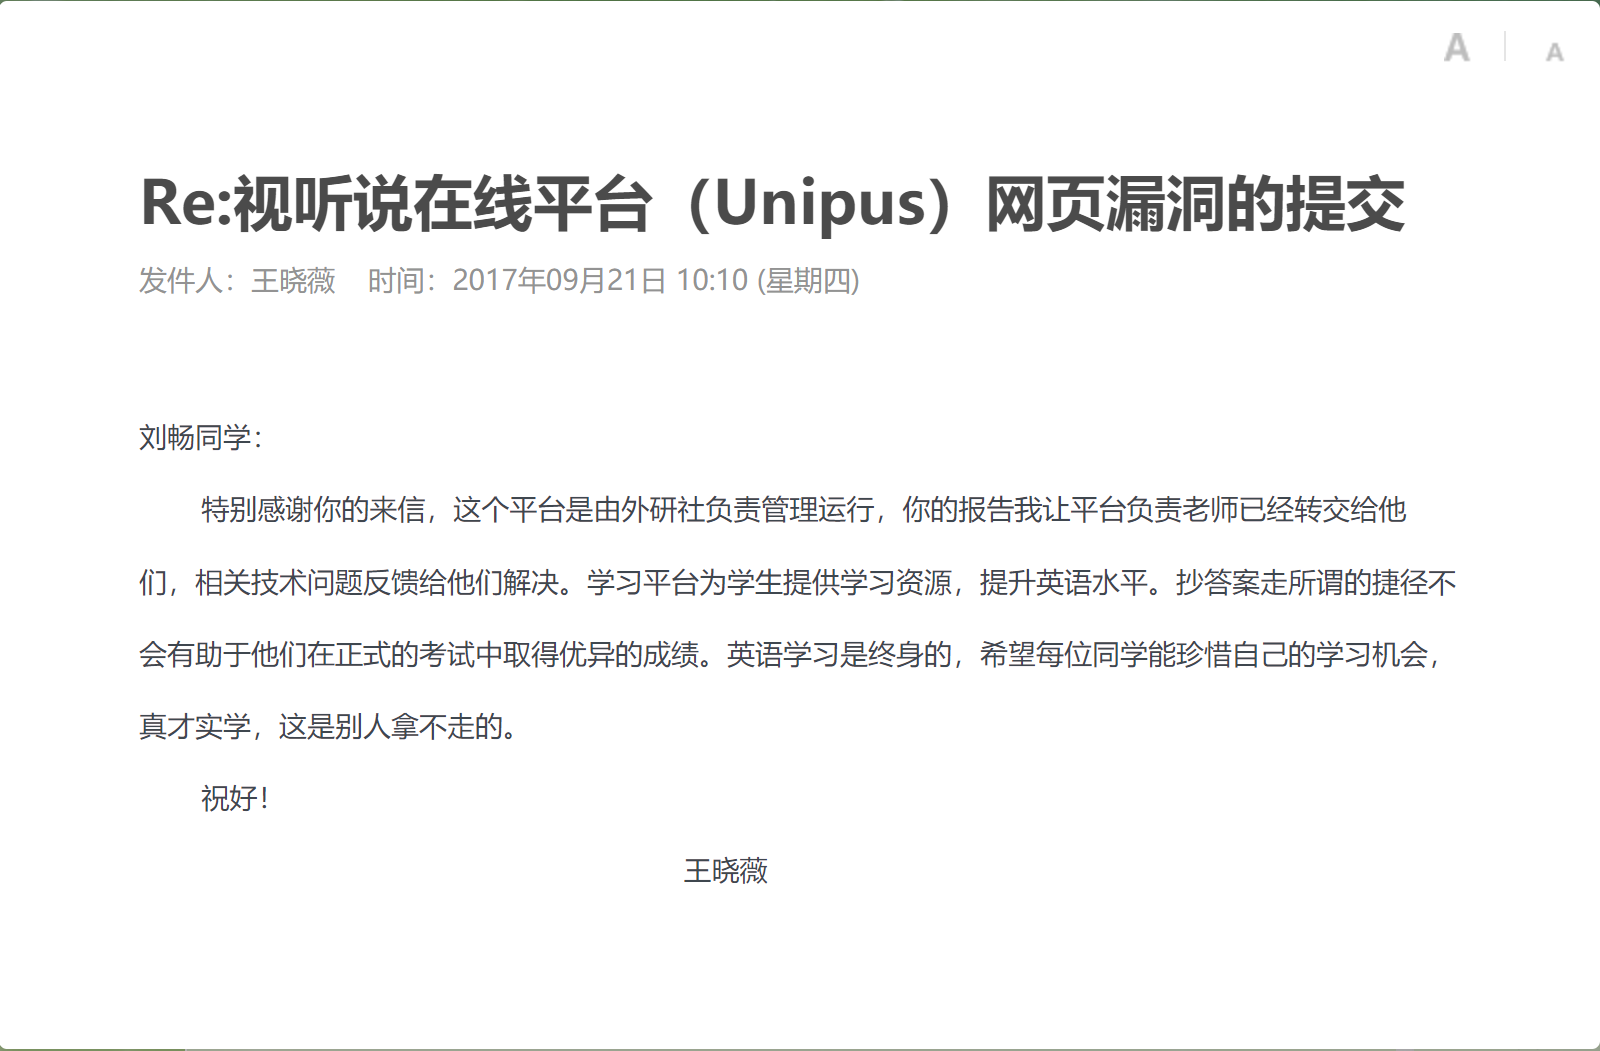 A | A
Re:视听说在线平台（Unipus）网页漏洞的提交
发件人：王晓薇 时间：2017年09月21日 10:10 (星期四)
刘畅同学：
特别感谢你的来信，这个平台是由外研社负责管理运行，你的报告我让平台负责老师已经转交给他
们，相关技术问题反馈给他们解决。学习平台为学生提供学习资源，提升英语水平。抄答案走所谓的捷径不
会有助于他们在正式的考试中取得优异的成绩。英语学习是终身的，希望每位同学能珍惜自己的学习机会，
真才实学，这是别人拿不走的。
祝好！
王晓薇